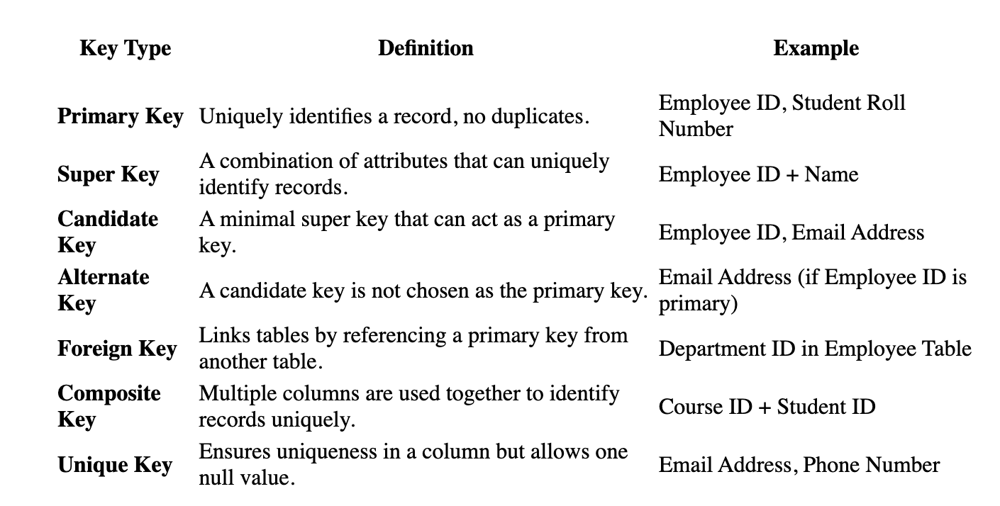 Key Type Definition Example
Primary Key Uniquely identifies a record, no duplicates. Employee ID, Student Roll
Number
Super Key A combination of attributes that can uniquely
identify records. Employee ID + Name
Candidate
Key A minimal super key that can act as a primary
key. Employee ID, Email Address
Alternate
Key A candidate key is not chosen as the primary key. Email Address (if Employee ID is
primary)
Foreign Key Links tables by referencing a primary key from
another table. Department ID in Employee Table
Composite
Key Multiple columns are used together to identify
records uniquely. Course ID + Student ID
Unique Key Ensures uniqueness in a column but allows one
null value. Email Address, Phone Number